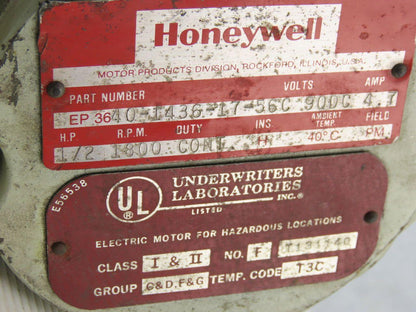 Honeywell
MOTOR PRODUCTS DIVISION, ROCKFORD, ILLINOIS, U.S.A.
PART NUMBER VOLTS AMP
EP 3640-1436-17-56C 90DC 4.7
H.P R.P.M. DUTY INS. AMBIENT TEMP. FIELD
1/2 1800 CONT 40°C PM
E56538
UL
®
UNDERWRITERS
LABORATORIES
INC.®
LISTED
ELECTRIC MOTOR FOR HAZARDOUS LOCATIONS
CLASS I & II NO. F
GROUP C&D,F&G TEMP. CODE T3C